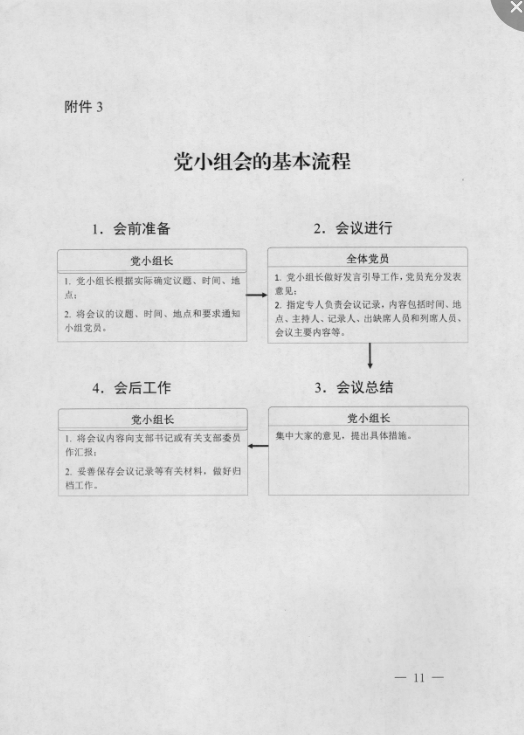 附件 3
党小组会的基本流程
1. 会前准备
党小组长
1. 党小组长根据实际确定议题、时间、地
点；
2. 将会议的议题、时间、地点和要求通知
小组党员。
2. 会议进行
全体党员
1. 党小组长做好发言引导工作，党员充分发表
意见；
2. 指定专人负责会议记录，内容包括时间、地
点、主持人、记录人、出缺席人员和列席人员、
会议主要内容等。
3. 会议总结
党小组长
集中大家的意见，提出具体措施。
4. 会后工作
党小组长
1. 将会议内容向支部书记或有关支部委员
作汇报；
2. 妥善保存会议记录等有关材料，做好归
档工作。
— 11 —